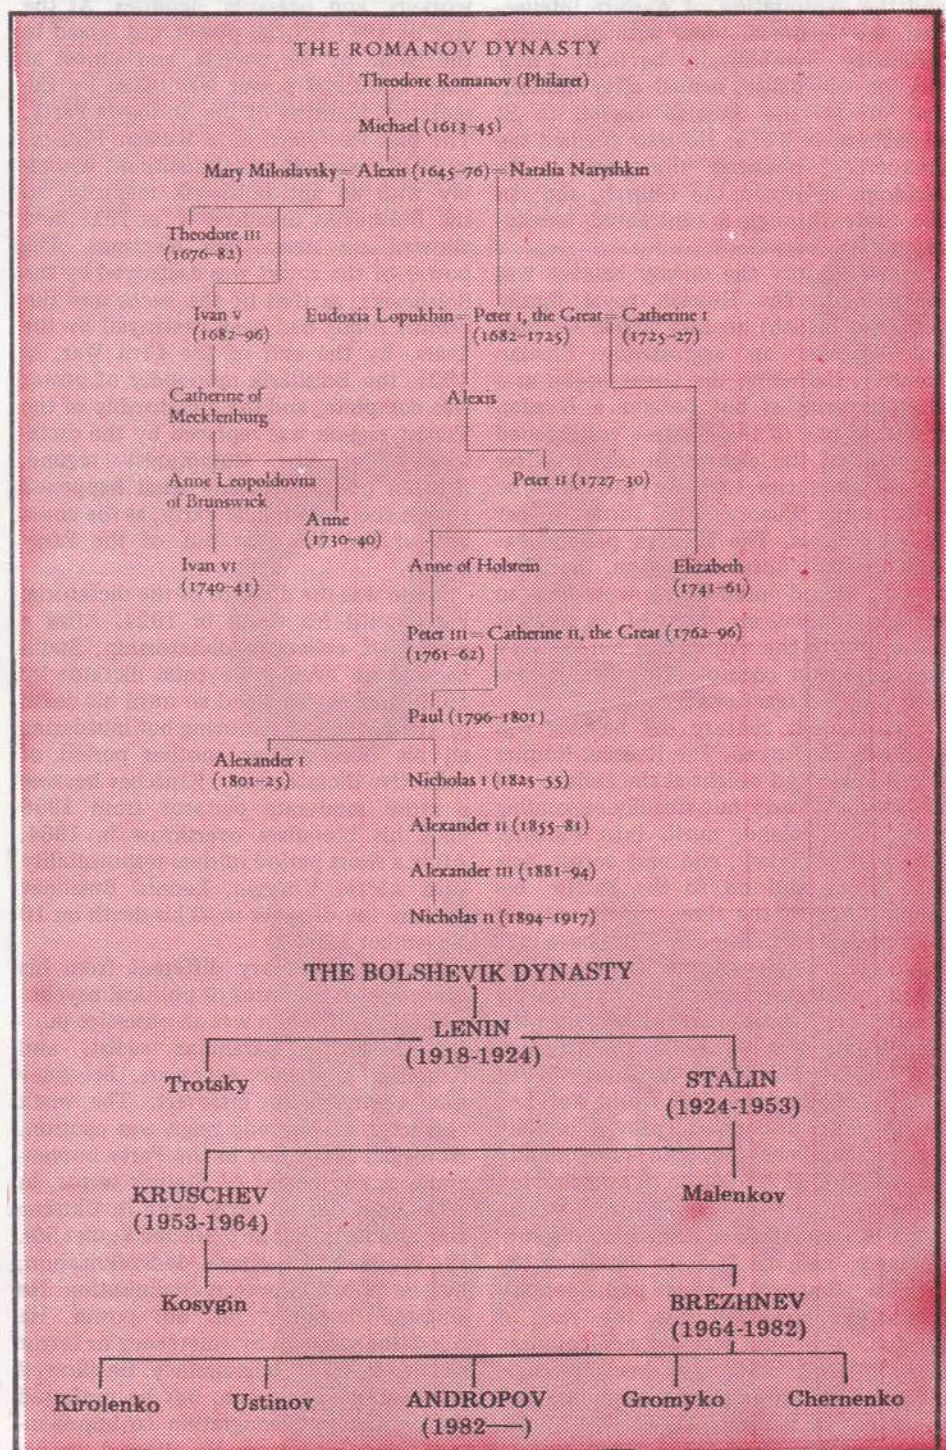 THE ROMANOV DYNASTY
Theodore Romanov (Philaret)
Michael (1613–45)
Mary Miloslavsky = Alexis (1645–76) = Natalia Naryshkin
Theodore III
(1676–82)
Ivan V
(1682–96)
Eudoxia Lopukhin = Peter I, the Great = Catherine I
(1682–1725)
(1725–27)
Catherine of
Mecklenburg
Alexis
Anne Leopoldovna
of Brunswick
Peter II (1727–30)
Anne
(1730–40)
Ivan VI
(1740–41)
Anne of Holstein
Elizabeth
(1741–61)
Peter III = Catherine II, the Great (1762–96)
(1761–62)
Paul (1796–1801)
Alexander I
(1801–25)
Nicholas I (1825–55)
Alexander II (1855–81)
Alexander III (1881–94)
Nicholas II (1894–1917)
THE BOLSHEVIK DYNASTY
LENIN
(1918-1924)
Trotsky
STALIN
(1924-1953)
KRUSCHEV
(1953-1964)
Malenkov
Kosygin
BREZHNEV
(1964-1982)
Kirolenko
Ustinov
ANDROPOV
(1982—)
Gromyko
Chernenko